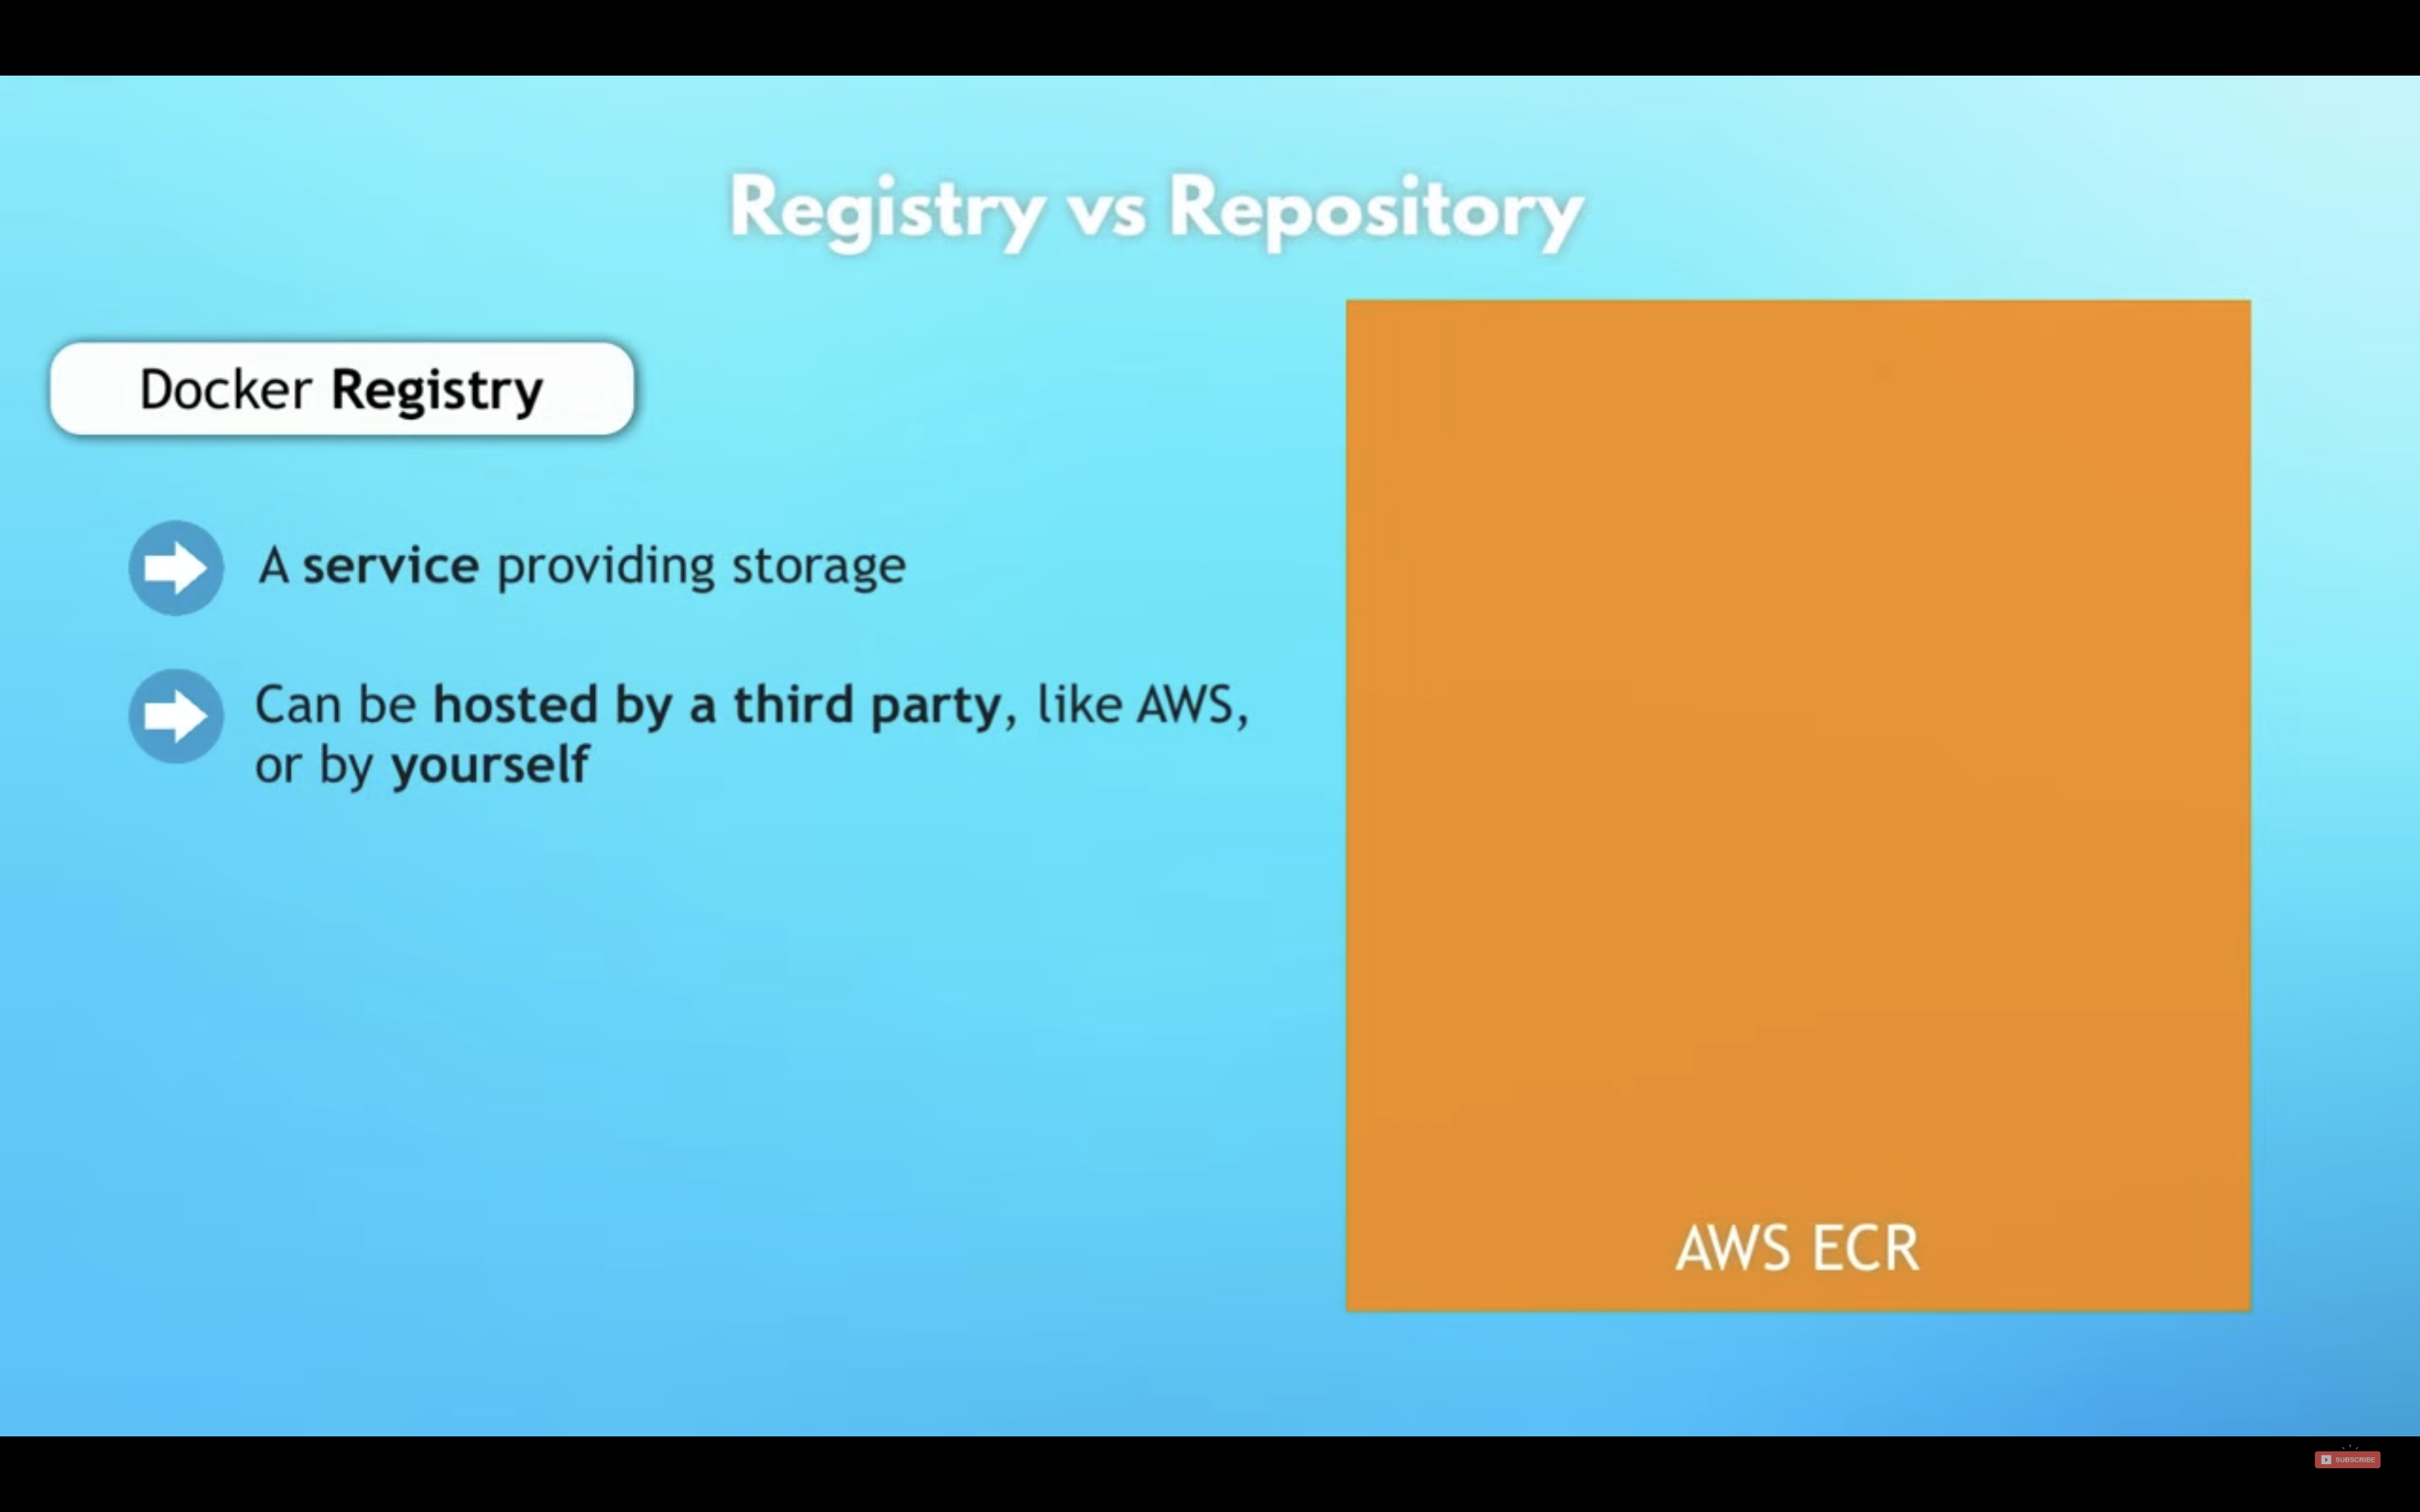 Registry vs Repository
Docker Registry
A service providing storage
Can be hosted by a third party, like AWS,
or by yourself
AWS ECR
SUBSCRIBE